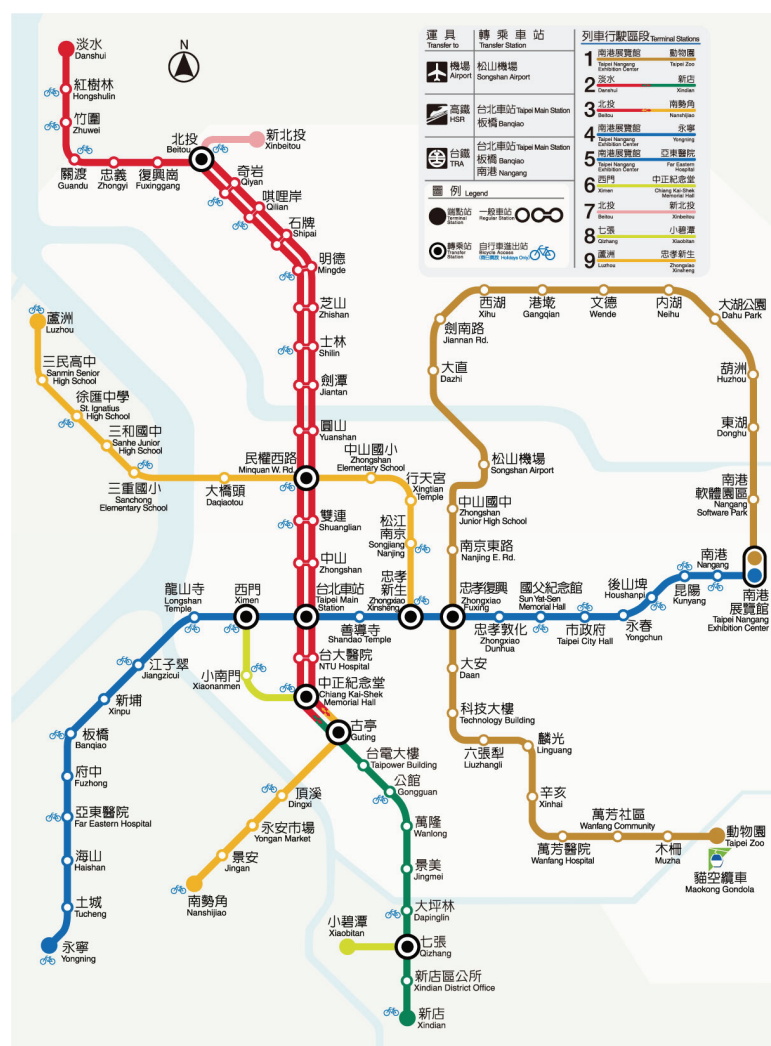 N
運具
Transfer to
轉乘車站
Transfer Station
機場
Airport
松山機場
Songshan Airport
高鐵
HSR
台北車站 Taipei Main Station
板橋 Banqiao
台鐵
TRA
台北車站 Taipei Main Station
板橋 Banqiao
南港 Nangang
圖例 Legend
端點站
Terminal Station
一般車站
Regular Station
轉乘站
Transfer Station
自行車進出站
Bicycle Access
Holidays Only
列車行駛區段 Terminal Stations
1
南港展覽館
Taipei Nangang
Exhibition Center
動物園
Taipei Zoo
2
淡水
Danshui
新店
Xindian
3
北投
Beitou
南勢角
Nanshijiao
4
南港展覽館
Taipei Nangang
Exhibition Center
永寧
Yongning
5
南港展覽館
Taipei Nangang
Exhibition Center
亞東醫院
Far Eastern
Hospital
6
西門
Ximen
中正紀念堂
Chiang Kai-Shek
Memorial Hall
7
北投
Beitou
新北投
Xinbeitou
8
七張
Qizhang
小碧潭
Xiaobitan
9
蘆洲
Luzhou
忠孝新生
Zhongxiao
Xinsheng
淡水
Danshui
紅樹林
Hongshulin
竹圍
Zhuwei
關渡
Guandu
忠義
Zhongyi
復興崗
Fuxinggang
北投
Beitou
新北投
Xinbeitou
奇岩
Qiyan
唭哩岸
Qilian
石牌
Shipai
明德
Mingde
芝山
Zhishan
士林
Shilin
劍潭
Jiantan
圓山
Yuanshan
民權西路
Minquan W. Rd.
雙連
Shuanglian
中山
Zhongshan
台北車站
Taipei Main
Station
台大醫院
NTU Hospital
中正紀念堂
Chiang Kai-Shek
Memorial Hall
古亭
Guting
台電大樓
Taipower Building
公館
Gongguan
萬隆
Wanlong
景美
Jingmei
大坪林
Dapinglin
七張
Qizhang
小碧潭
Xiaobitan
新店區公所
Xindian District Office
新店
Xindian
蘆洲
Luzhou
三民高中
Sanmin Senior
High School
徐匯中學
St. Ignatius
High School
三和國中
Sanhe Junior
High School
三重國小
Sanchong
Elementary School
大橋頭
Daqiaotou
中山國小
Zhongshan
Elementary School
行天宮
Xingtian
Temple
松江
南京
Songjiang
Nanjing
忠孝
新生
Zhongxiao
Xinsheng
頂溪
Dingxi
永安市場
Yongan Market
景安
Jingan
南勢角
Nanshijiao
西門
Ximen
小南門
Xiaonanmen
龍山寺
Longshan
Temple
江子翠
Jiangzicui
新埔
Xinpu
板橋
Banqiao
府中
Fuzhong
亞東醫院
Far Eastern Hospital
海山
Haishan
土城
Tucheng
永寧
Yongning
善導寺
Shandao Temple
忠孝復興
Zhongxiao
Fuxing
忠孝敦化
Zhongxiao
Dunhua
國父紀念館
Sun Yat-Sen
Memorial Hall
市政府
Taipei City Hall
永春
Yongchun
後山埤
Houshanpi
昆陽
Kunyang
南港
Nangang
南港
展覽館
Taipei Nangang
Exhibition Center
南港
軟體園區
Nangang
Software Park
東湖
Donghu
葫洲
Huzhou
大湖公園
Dahu Park
內湖
Neihu
文德
Wende
港墘
Gangqian
西湖
Xihu
劍南路
Jiannan Rd.
大直
Dazhi
松山機場
Songshan Airport
中山國中
Zhongshan
Junior High School
南京東路
Nanjing E. Rd.
大安
Daan
科技大樓
Technology Building
六張犁
Liuzhangli
麟光
Linguang
辛亥
Xinhai
萬芳醫院
Wanfang Hospital
萬芳社區
Wanfang Community
木柵
Muzha
動物園
Taipei Zoo
貓空纜車
Maokong Gondola